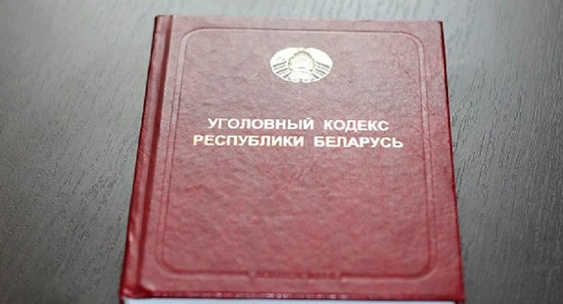 УГОЛОВНЫЙ КОДЕКС
РЕСПУБЛИКИ БЕЛАРУСЬ